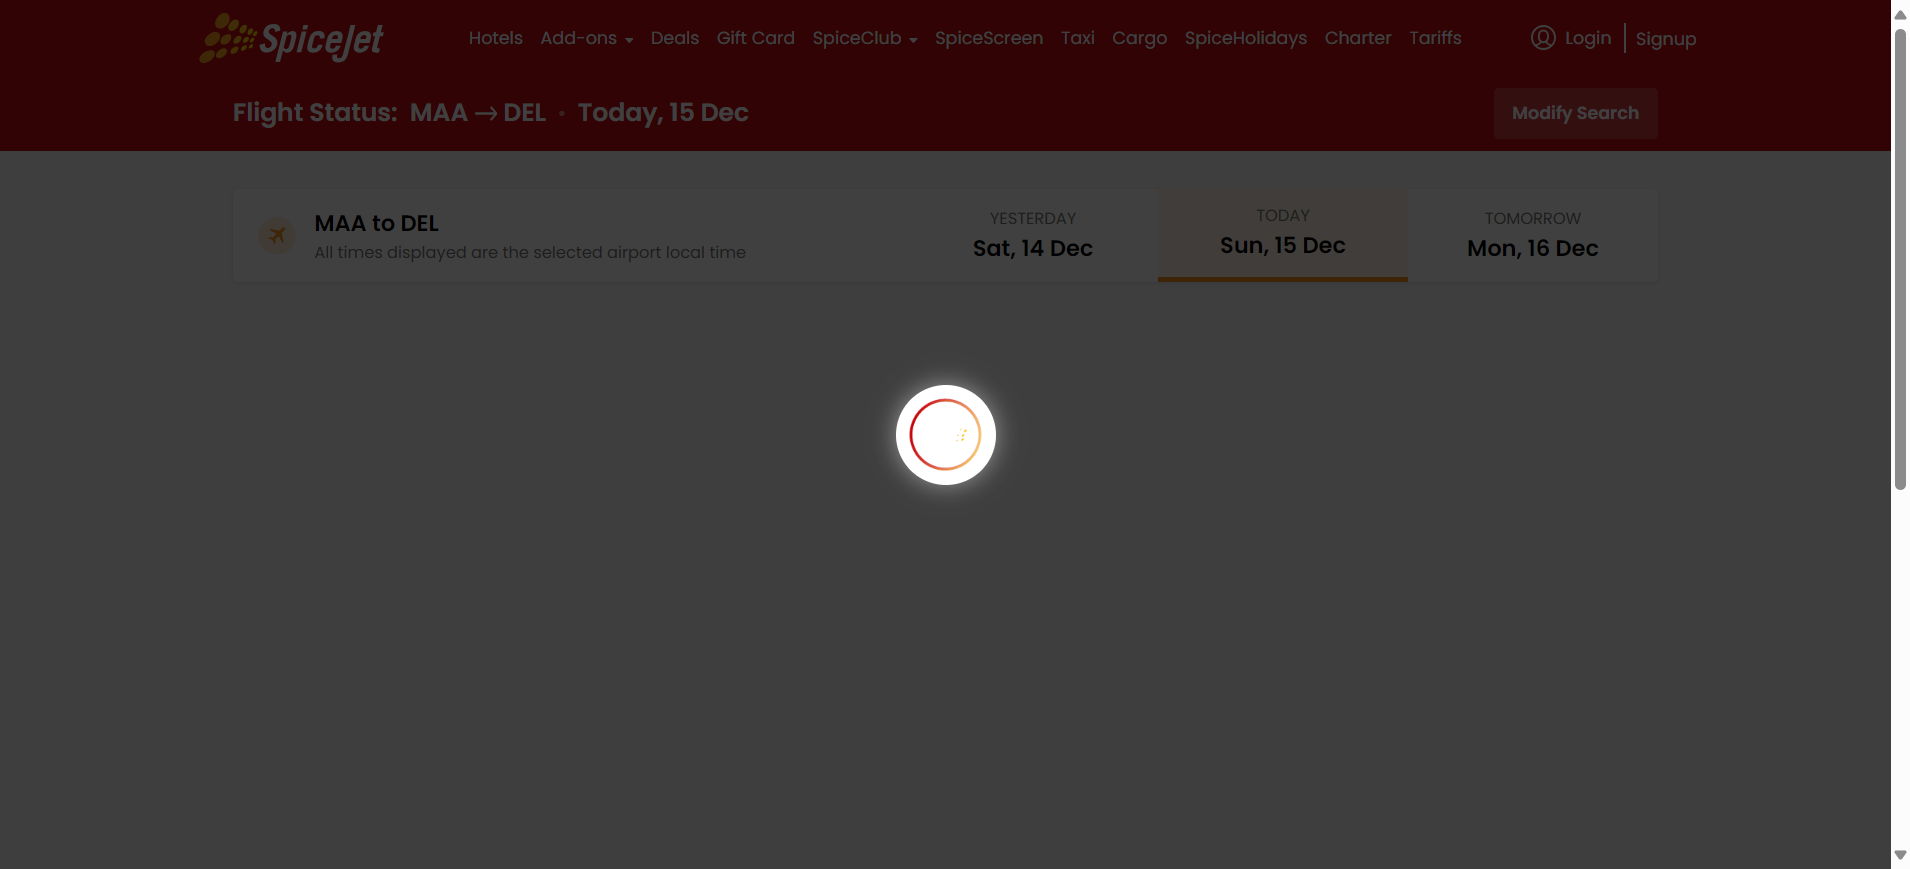 SpiceJet
Hotels Add-ons Deals Gift Card SpiceClub SpiceScreen Taxi Cargo SpiceHolidays Charter Tariffs Login Signup
Flight Status: MAA → DEL • Today, 15 Dec
Modify Search
MAA to DEL
All times displayed are the selected airport local time
YESTERDAY
Sat, 14 Dec
TODAY
Sun, 15 Dec
TOMORROW
Mon, 16 Dec